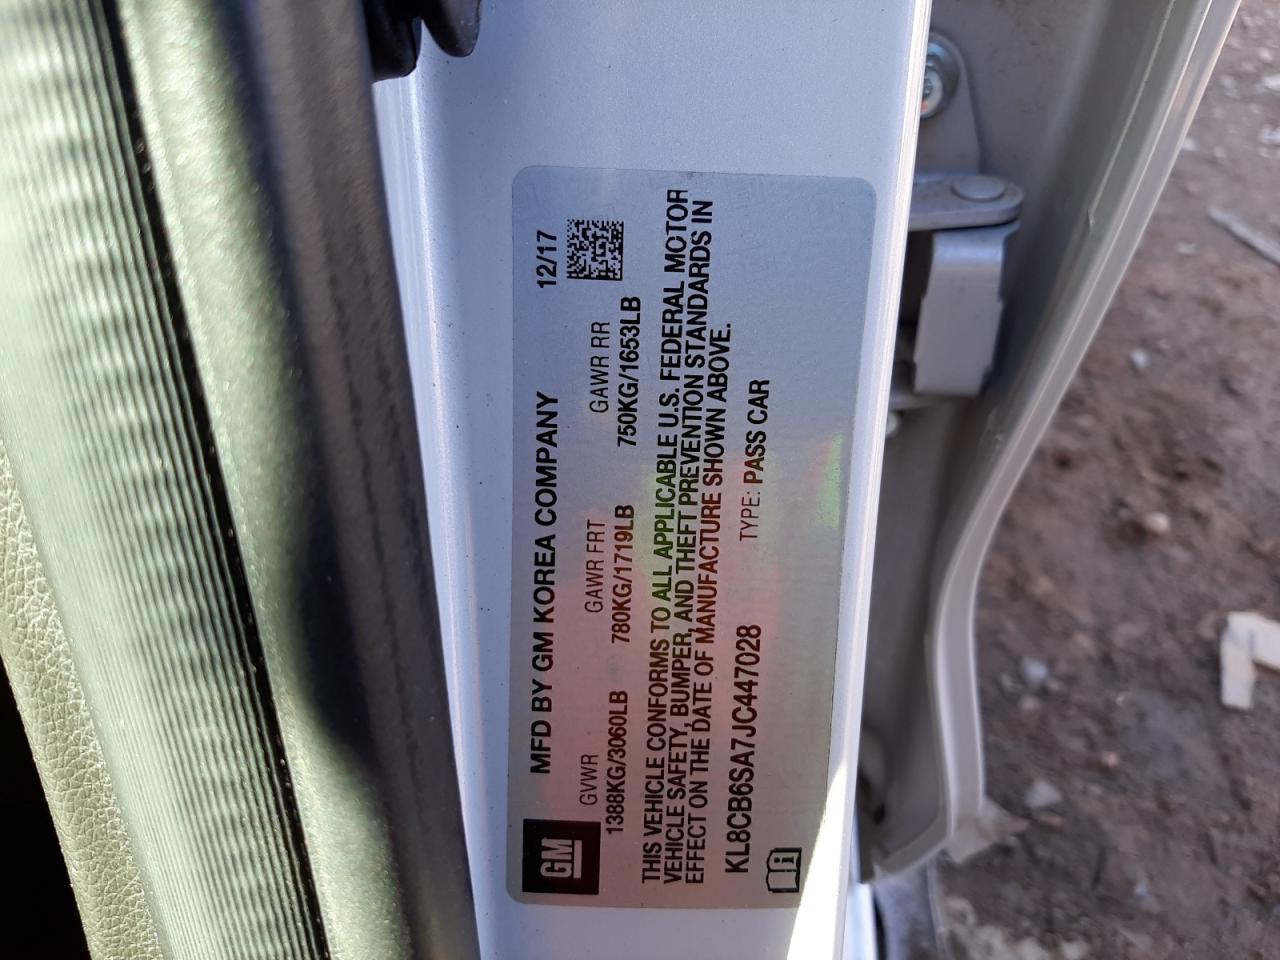 GM
MFD BY GM KOREA COMPANY 12/17
GVWR GAWR FRT GAWR RR
1388KG/3060LB 780KG/1719LB 750KG/1653LB
THIS VEHICLE CONFORMS TO ALL APPLICABLE U.S. FEDERAL MOTOR
VEHICLE SAFETY, BUMPER, AND THEFT PREVENTION STANDARDS IN
EFFECT ON THE DATE OF MANUFACTURE SHOWN ABOVE.
KL8CB6SA7JC447028 TYPE: PASS CAR